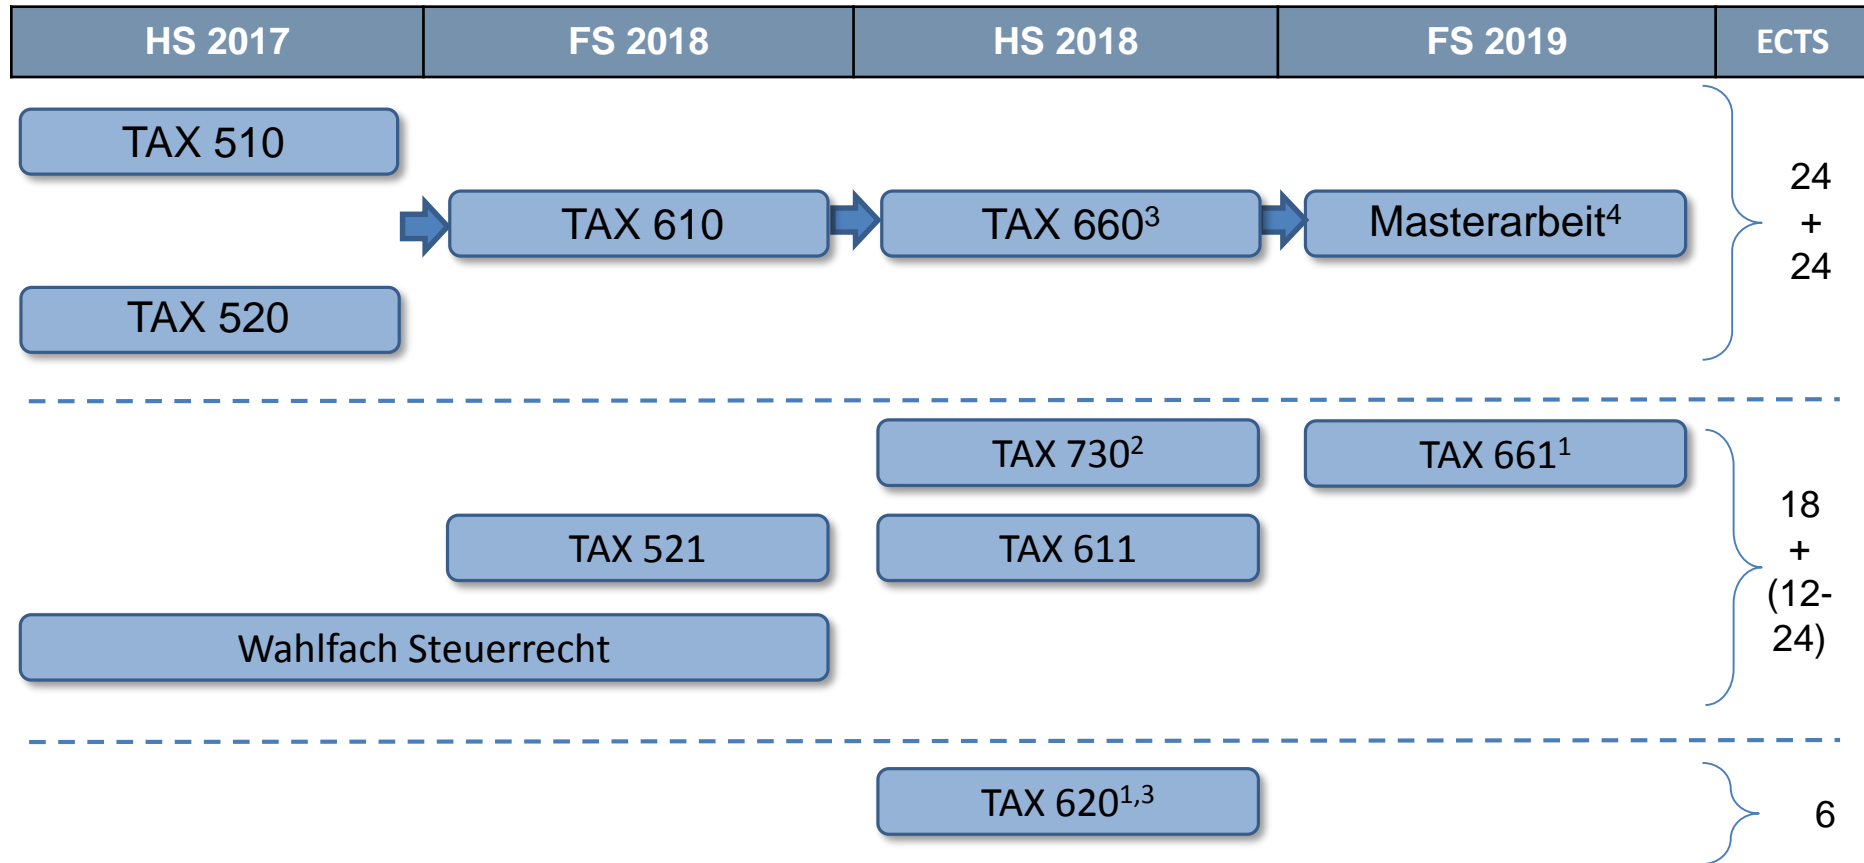 HS 2017 FS 2018 HS 2018 FS 2019 ECTS
TAX 510
TAX 610 TAX 660³ Masterarbeit⁴
TAX 520
24
+
24
TAX 730² TAX 661¹
TAX 521 TAX 611
Wahlfach Steuerrecht
18
+
(12-
24)
TAX 620¹,³
6